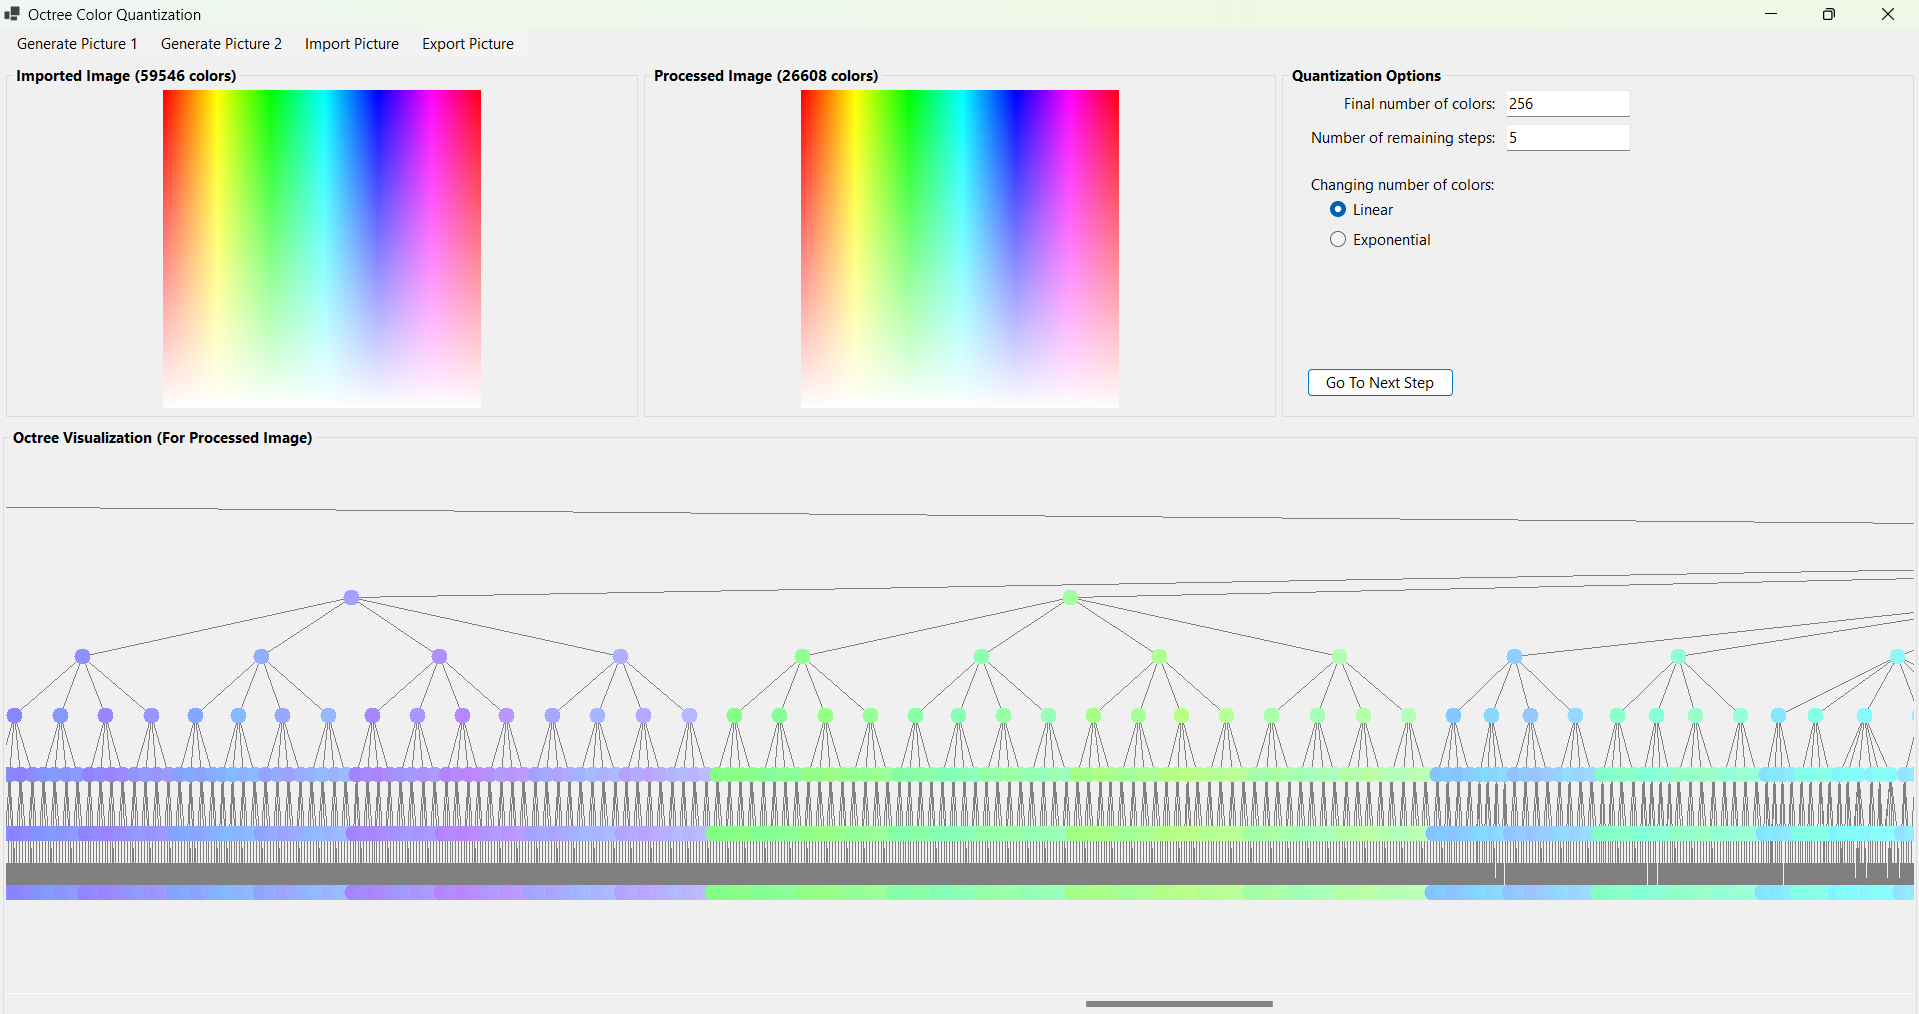 Octree Color Quantization
Generate Picture 1 Generate Picture 2 Import Picture Export Picture
Imported Image (59546 colors)
Processed Image (26608 colors)
Quantization Options
Final number of colors: 256
Number of remaining steps: 5
Changing number of colors:
Linear
Exponential
Go To Next Step
Octree Visualization (For Processed Image)